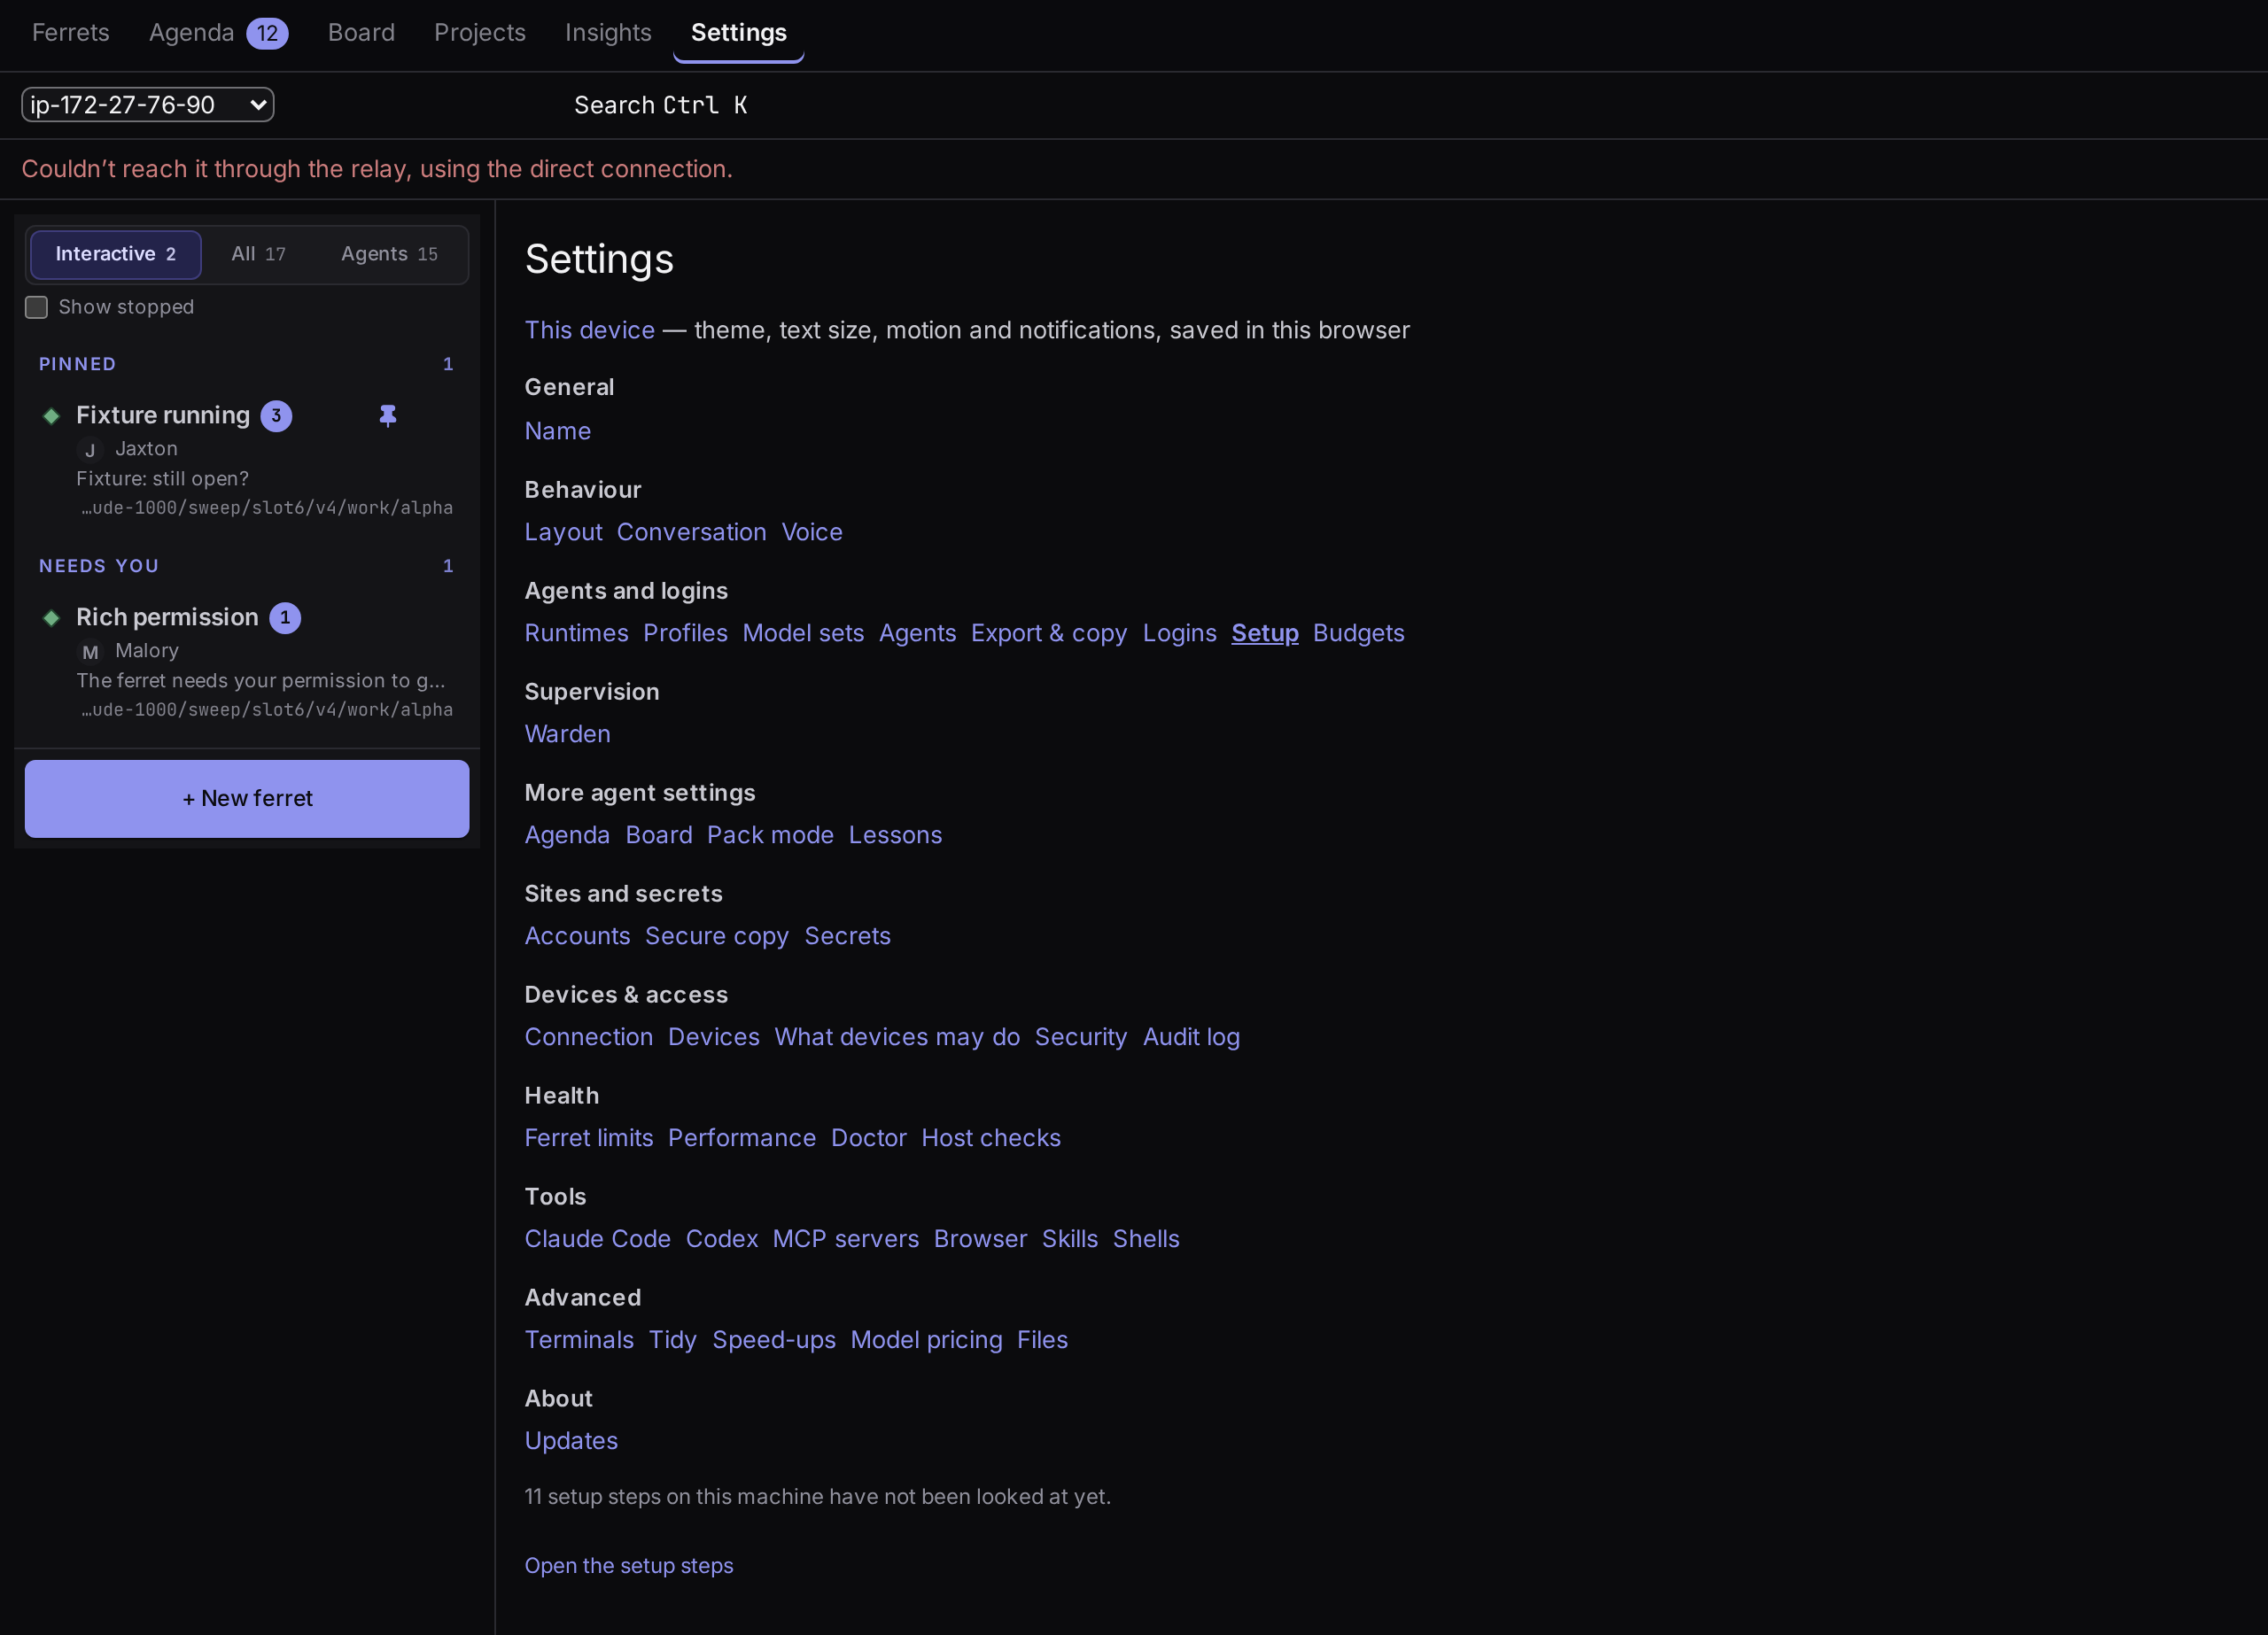 Ferrets Agenda 12 Board Projects Insights Settings
ip-172-27-76-90 Search Ctrl K
Couldn’t reach it through the relay, using the direct connection.
Interactive 2 All 17 Agents 15
Show stopped
PINNED 1
Fixture running 3
J Jaxton
Fixture: still open?
…ude-1000/sweep/slot6/v4/work/alpha
NEEDS YOU 1
Rich permission 1
M Malory
The ferret needs your permission to g…
…ude-1000/sweep/slot6/v4/work/alpha
+ New ferret
Settings
This device — theme, text size, motion and notifications, saved in this browser
General
Name
Behaviour
Layout Conversation Voice
Agents and logins
Runtimes Profiles Model sets Agents Export & copy Logins Setup Budgets
Supervision
Warden
More agent settings
Agenda Board Pack mode Lessons
Sites and secrets
Accounts Secure copy Secrets
Devices & access
Connection Devices What devices may do Security Audit log
Health
Ferret limits Performance Doctor Host checks
Tools
Claude Code Codex MCP servers Browser Skills Shells
Advanced
Terminals Tidy Speed-ups Model pricing Files
About
Updates
11 setup steps on this machine have not been looked at yet.
Open the setup steps